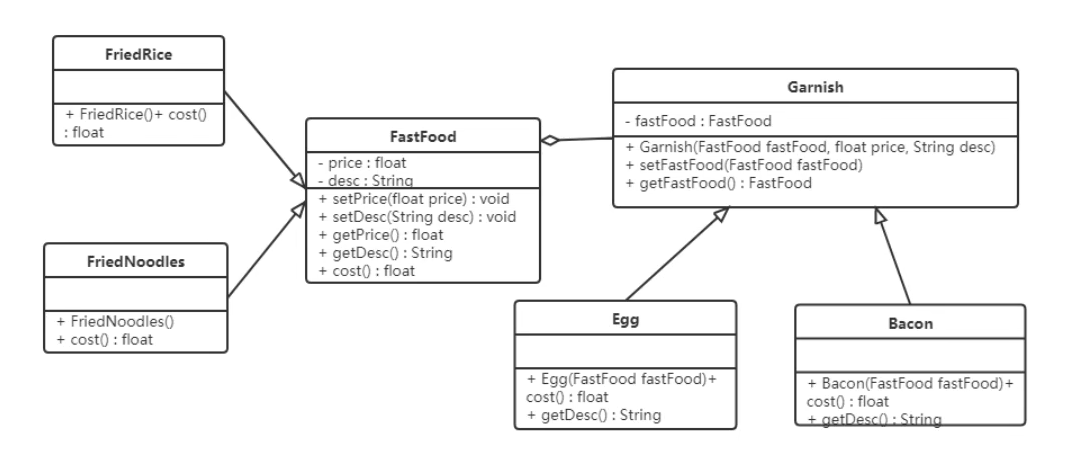 FriedRice
+ FriedRice()+ cost()
: float
FriedNoodles
+ FriedNoodles()
+ cost() : float
FastFood
- price : float
- desc : String
+ setPrice(float price) : void
+ setDesc(String desc) : void
+ getPrice() : float
+ getDesc() : String
+ cost() : float
Garnish
- fastFood : FastFood
+ Garnish(FastFood fastFood, float price, String desc)
+ setFastFood(FastFood fastFood)
+ getFastFood() : FastFood
Egg
+ Egg(FastFood fastFood)+
cost() : float
+ getDesc() : String
Bacon
+ Bacon(FastFood fastFood)+
cost() : float
+ getDesc() : String